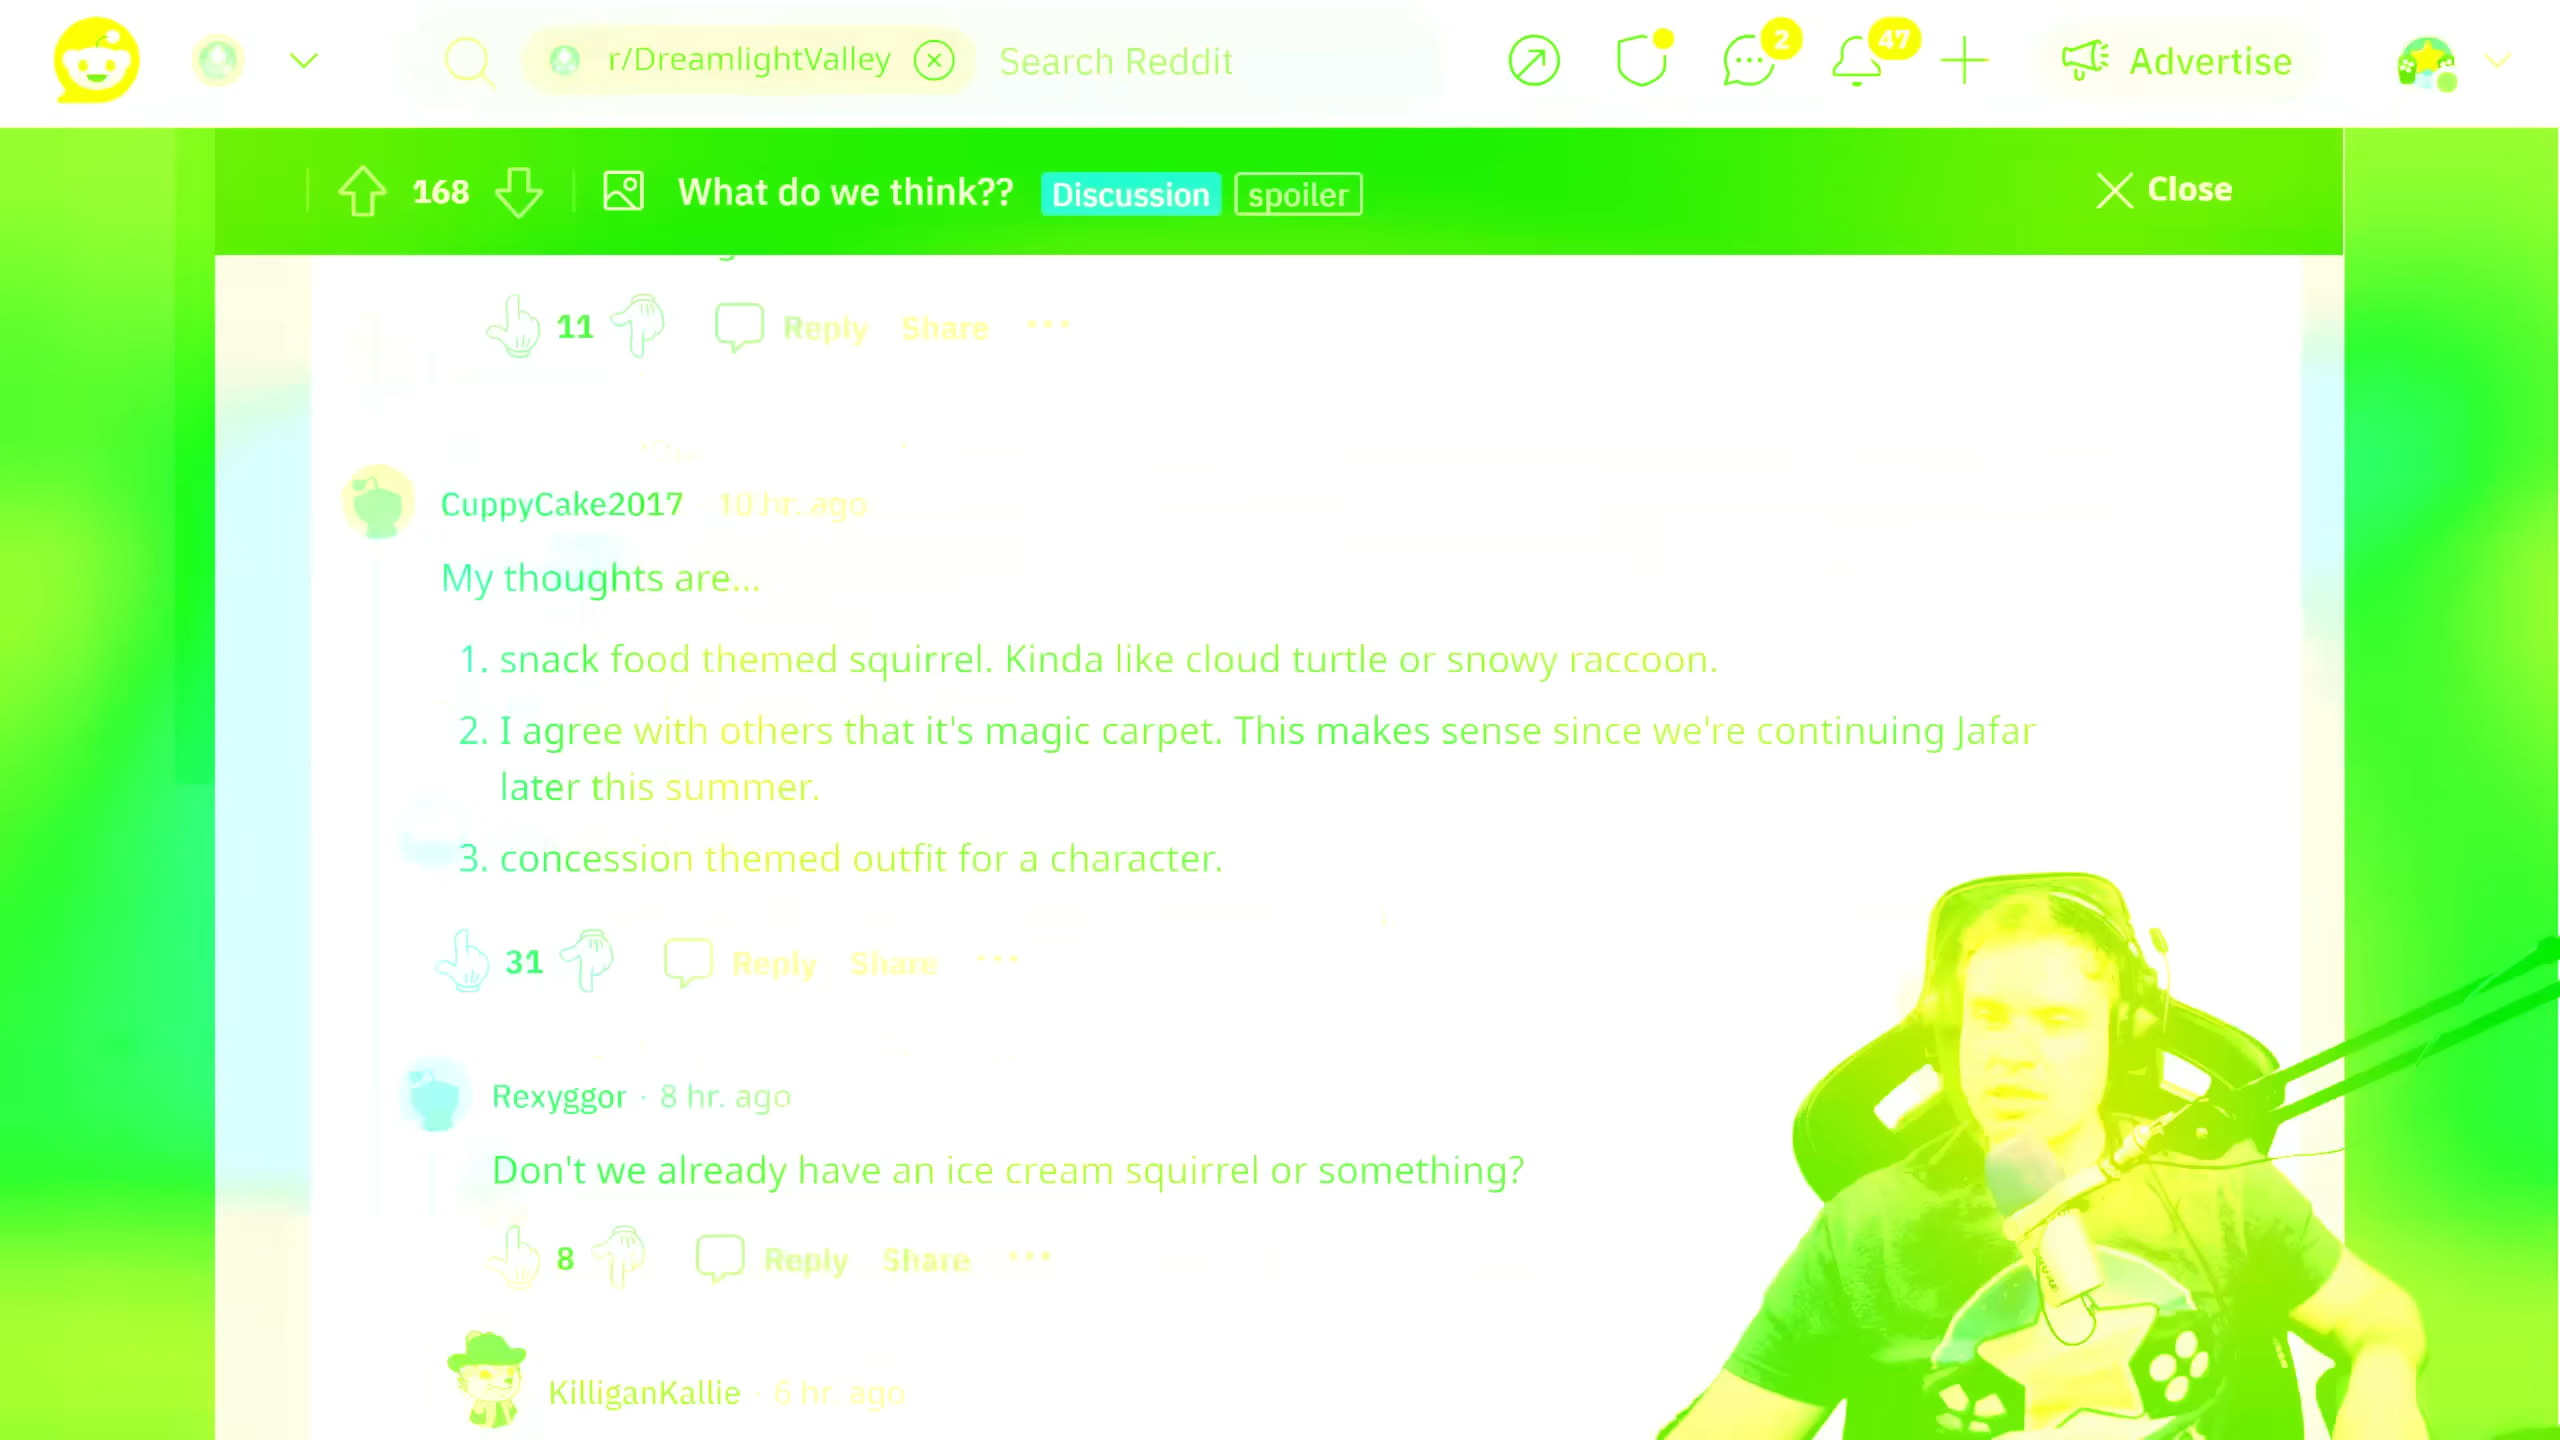 r/DreamlightValley Search Reddit 2 47 Advertise
168 What do we think?? Discussion spoiler Close
11 Reply Share
CuppyCake2017 · 10 hr. ago
My thoughts are...
1. snack food themed squirrel. Kinda like cloud turtle or snowy raccoon.
2. I agree with others that it's magic carpet. This makes sense since we're continuing Jafar
later this summer.
3. concession themed outfit for a character.
31 Reply Share
Rexyggor · 8 hr. ago
Don't we already have an ice cream squirrel or something?
8 Reply Share
KilliganKallie · 6 hr. ago